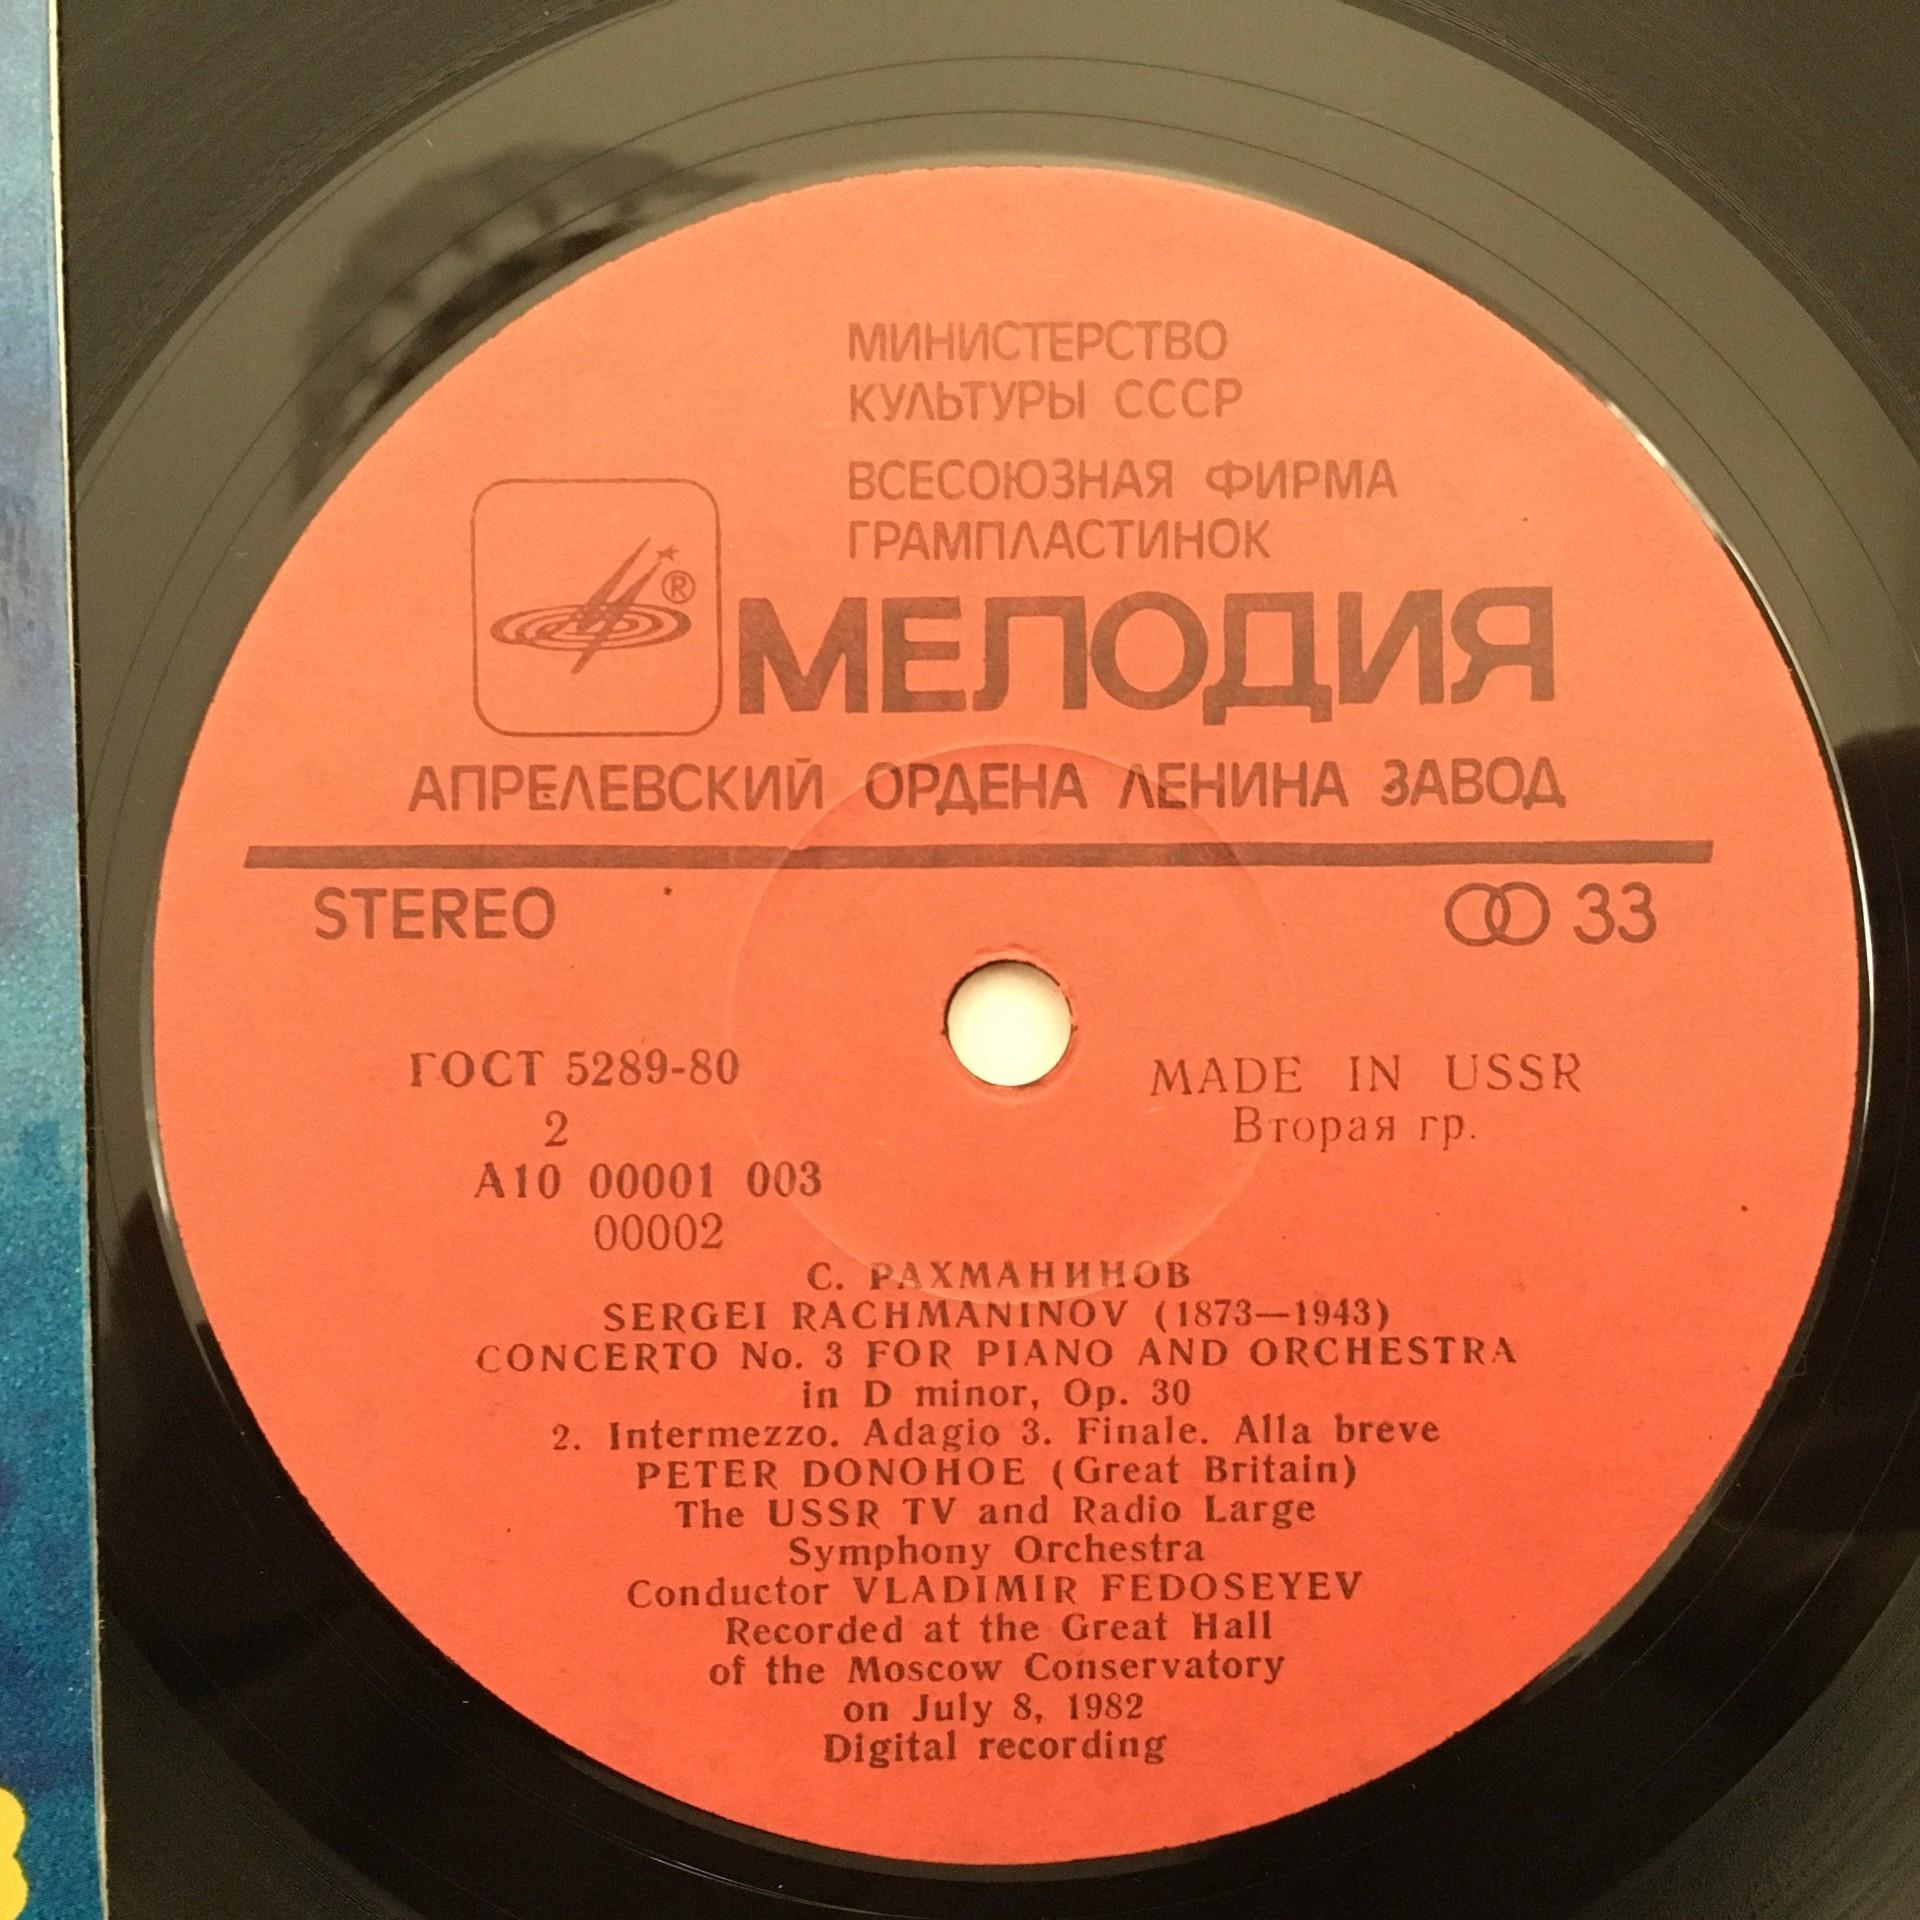 МИНИСТЕРСТВО
КУЛЬТУРЫ СССР
ВСЕСОЮЗНАЯ ФИРМА
ГРАМПЛАСТИНОК
®
МЕЛОДИЯ
АПРЕЛЕВСКИЙ ОРДЕНА ЛЕНИНА ЗАВОД
STEREO
33
ГОСТ 5289-80
MADE IN USSR
2
Вторая гр.
А10 00001 003
00002
С. РАХМАНИНОВ
SERGEI RACHMANINOV (1873—1943)
CONCERTO No. 3 FOR PIANO AND ORCHESTRA
in D minor, Op. 30
2. Intermezzo. Adagio 3. Finale. Alla breve
PETER DONOHOE (Great Britain)
The USSR TV and Radio Large
Symphony Orchestra
Conductor VLADIMIR FEDOSEYEV
Recorded at the Great Hall
of the Moscow Conservatory
on July 8, 1982
Digital recording